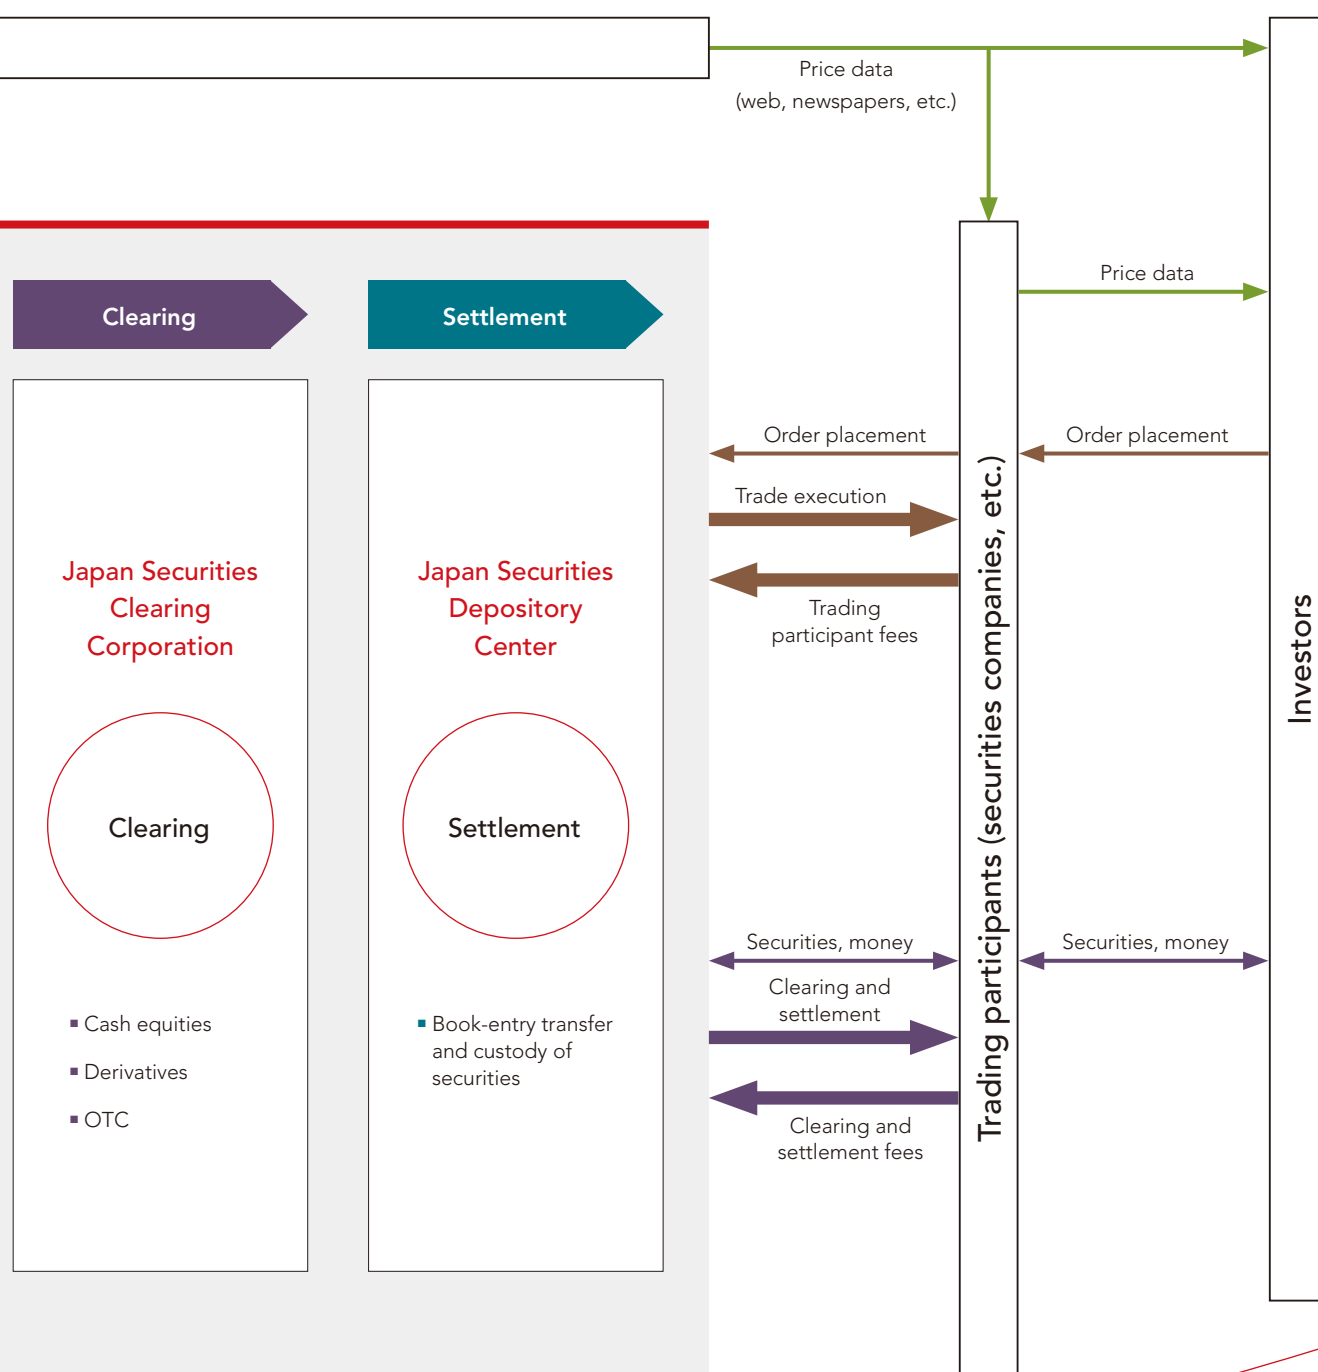 Price data
(web, newspapers, etc.)
Price data
Clearing
Settlement
Order placement
Order placement
Trade execution
Trading
participant fees
Japan Securities
Clearing
Corporation
Japan Securities
Depository
Center
Clearing
Settlement
Trading participants (securities companies, etc.)
Investors
Securities, money
Securities, money
Clearing and
settlement
Clearing and
settlement fees
■ Cash equities
■ Derivatives
■ OTC
■ Book-entry transfer
and custody of
securities